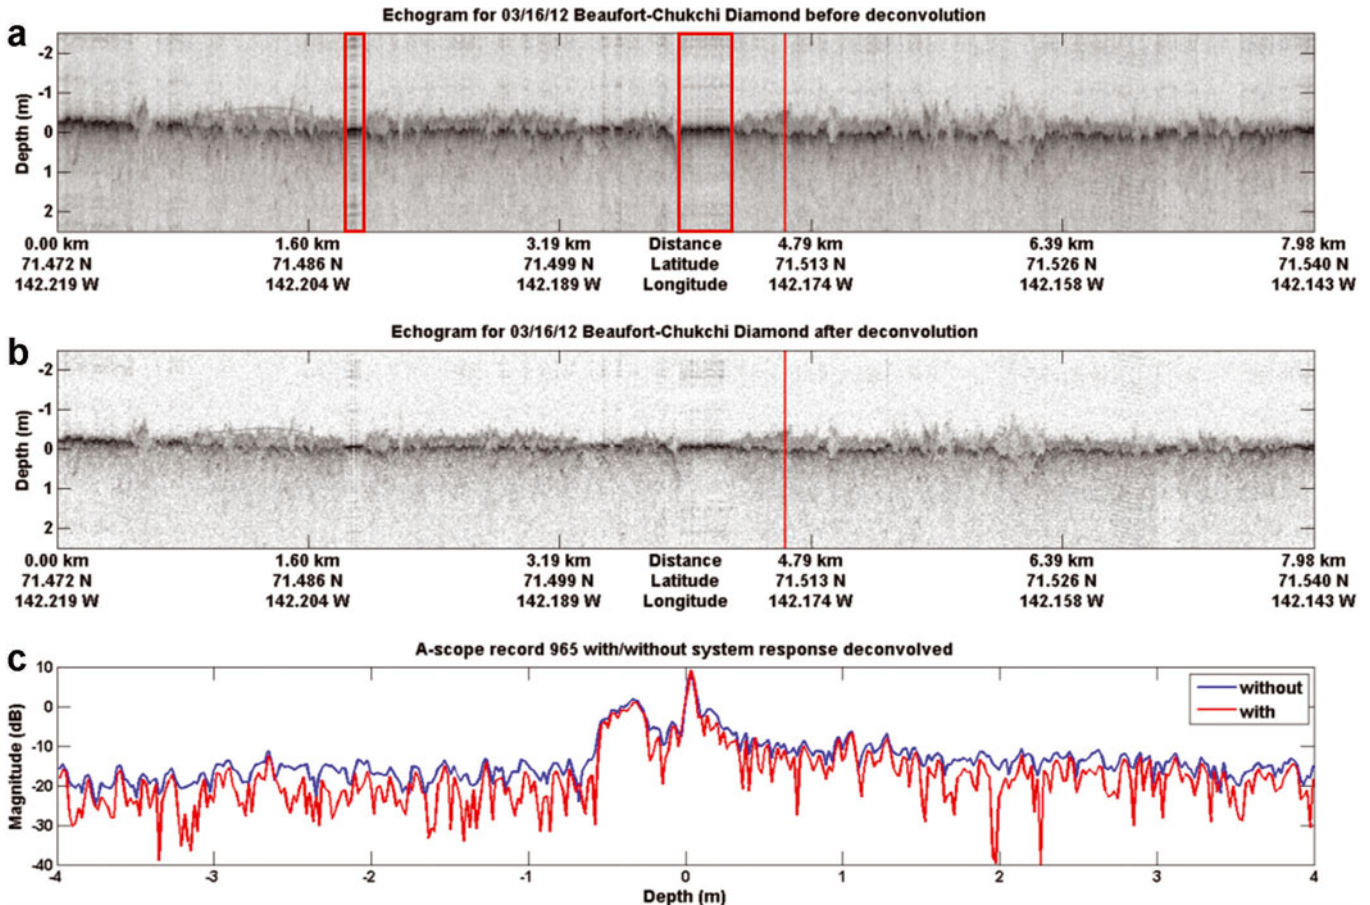 a
Echogram for 03/16/12 Beaufort-Chukchi Diamond before deconvolution
Depth (m)
-2
-1
0
1
2
0.00 km 1.60 km 3.19 km Distance 4.79 km 6.39 km 7.98 km
71.472 N 71.486 N 71.499 N Latitude 71.513 N 71.526 N 71.540 N
142.219 W 142.204 W 142.189 W Longitude 142.174 W 142.158 W 142.143 W
b
Echogram for 03/16/12 Beaufort-Chukchi Diamond after deconvolution
Depth (m)
-2
-1
0
1
2
0.00 km 1.60 km 3.19 km Distance 4.79 km 6.39 km 7.98 km
71.472 N 71.486 N 71.499 N Latitude 71.513 N 71.526 N 71.540 N
142.219 W 142.204 W 142.189 W Longitude 142.174 W 142.158 W 142.143 W
c
A-scope record 965 with/without system response deconvolved
Magnitude (dB)
10
0
-10
-20
-30
-40
without
with
-4 -3 -2 -1 0 1 2 3 4
Depth (m)